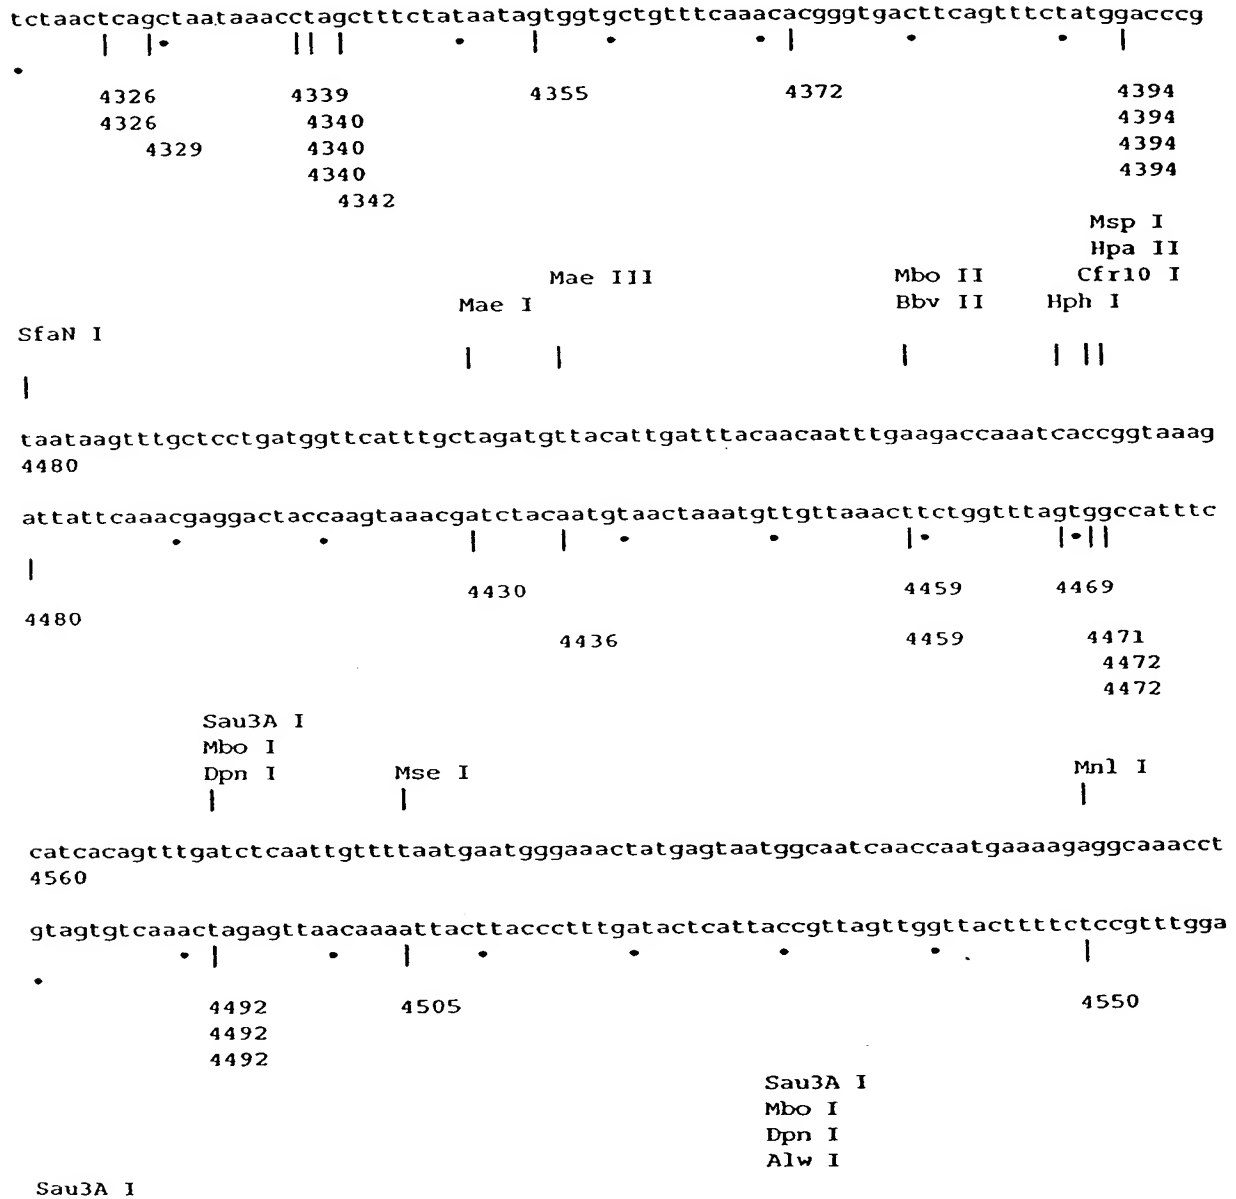 tctaactcagctaataaacctagctttctataatagtggtgctgtttcaaacacgggtgacttcagtttctatggacccg
4326 4339 4355 4372 4394
4326 4340 4394
4329 4340 4394
4340 4394
4342
Msp I
Hpa II
Mae III Mbo II Cfr10 I
Mae I Bbv II Hph I
SfaN I
taataagtttgctcctgatggttcatttgctagatgttacattgatttacaacaatttgaagaccaaatcaccggtaaag
4480
attattcaaacgaggactaccaagtaaacgatctacaatgtaactaaatgttgttaaacttctggtttagtggccatttc
4430 4459 4469
4480
4436 4459 4471
4472
4472
Sau3A I
Mbo I
Dpn I Mse I Mnl I
catcacagtttgatctcaattgttttaatgaatgggaaactatgagtaatggcaatcaaccaatgaaaagaggcaaacct
4560
gtagtgtcaaactagagttaacaaaattacttaccctttgatactcattaccgttagttggttacttttctccgtttgga
4492 4505 4550
4492
4492
Sau3A I
Mbo I
Dpn I
Alw I
Sau3A I